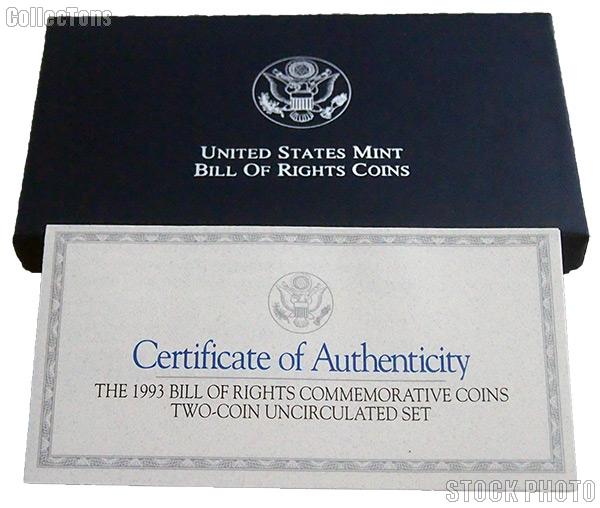 CollecTons
United States Mint
Bill Of Rights Coins
Certificate of Authenticity
THE 1993 BILL OF RIGHTS COMMEMORATIVE COINS
TWO-COIN UNCIRCULATED SET
STOCK PHOTO